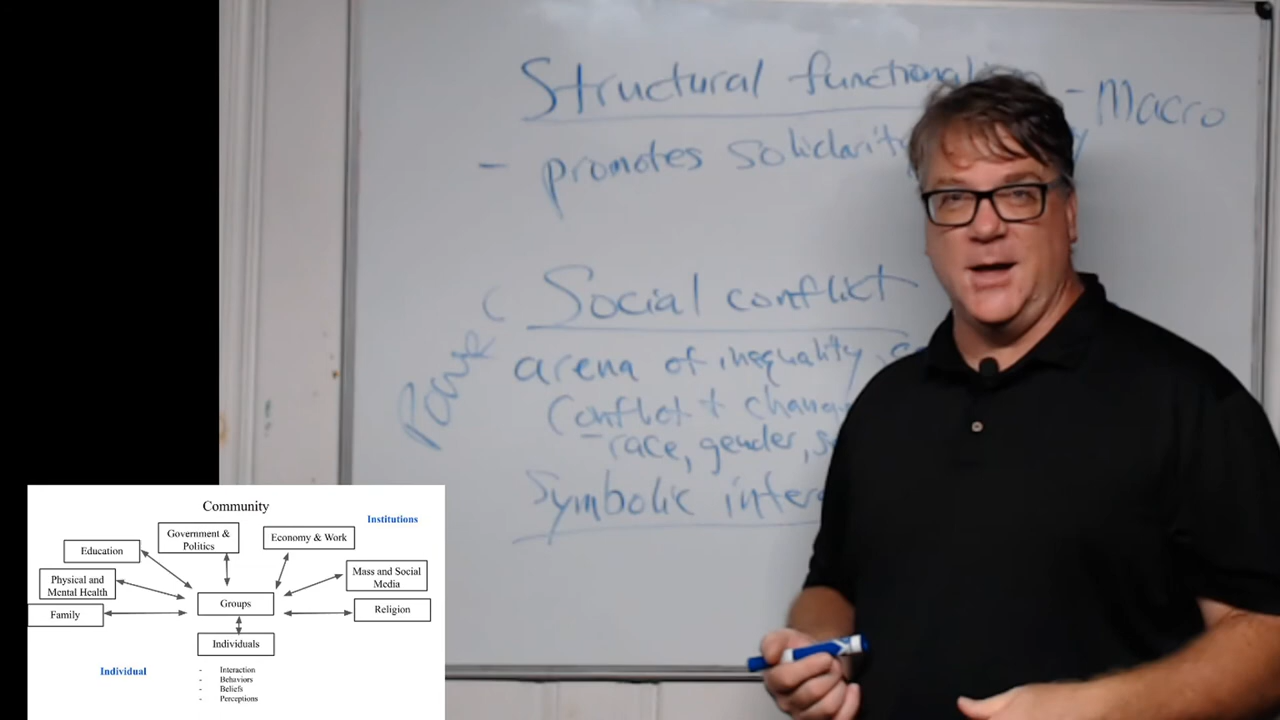 Structural functional - Macro
- promotes solidarity
Social conflict
Power
arena of inequality,
Conflict + change
- race, gender, s
Symbolic inter
Community
Institutions
Government &
Politics
Economy & Work
Education
Physical and
Mental Health
Mass and Social
Media
Family
Groups
Religion
Individuals
Individual
- Interaction
- Behaviors
- Beliefs
- Perceptions